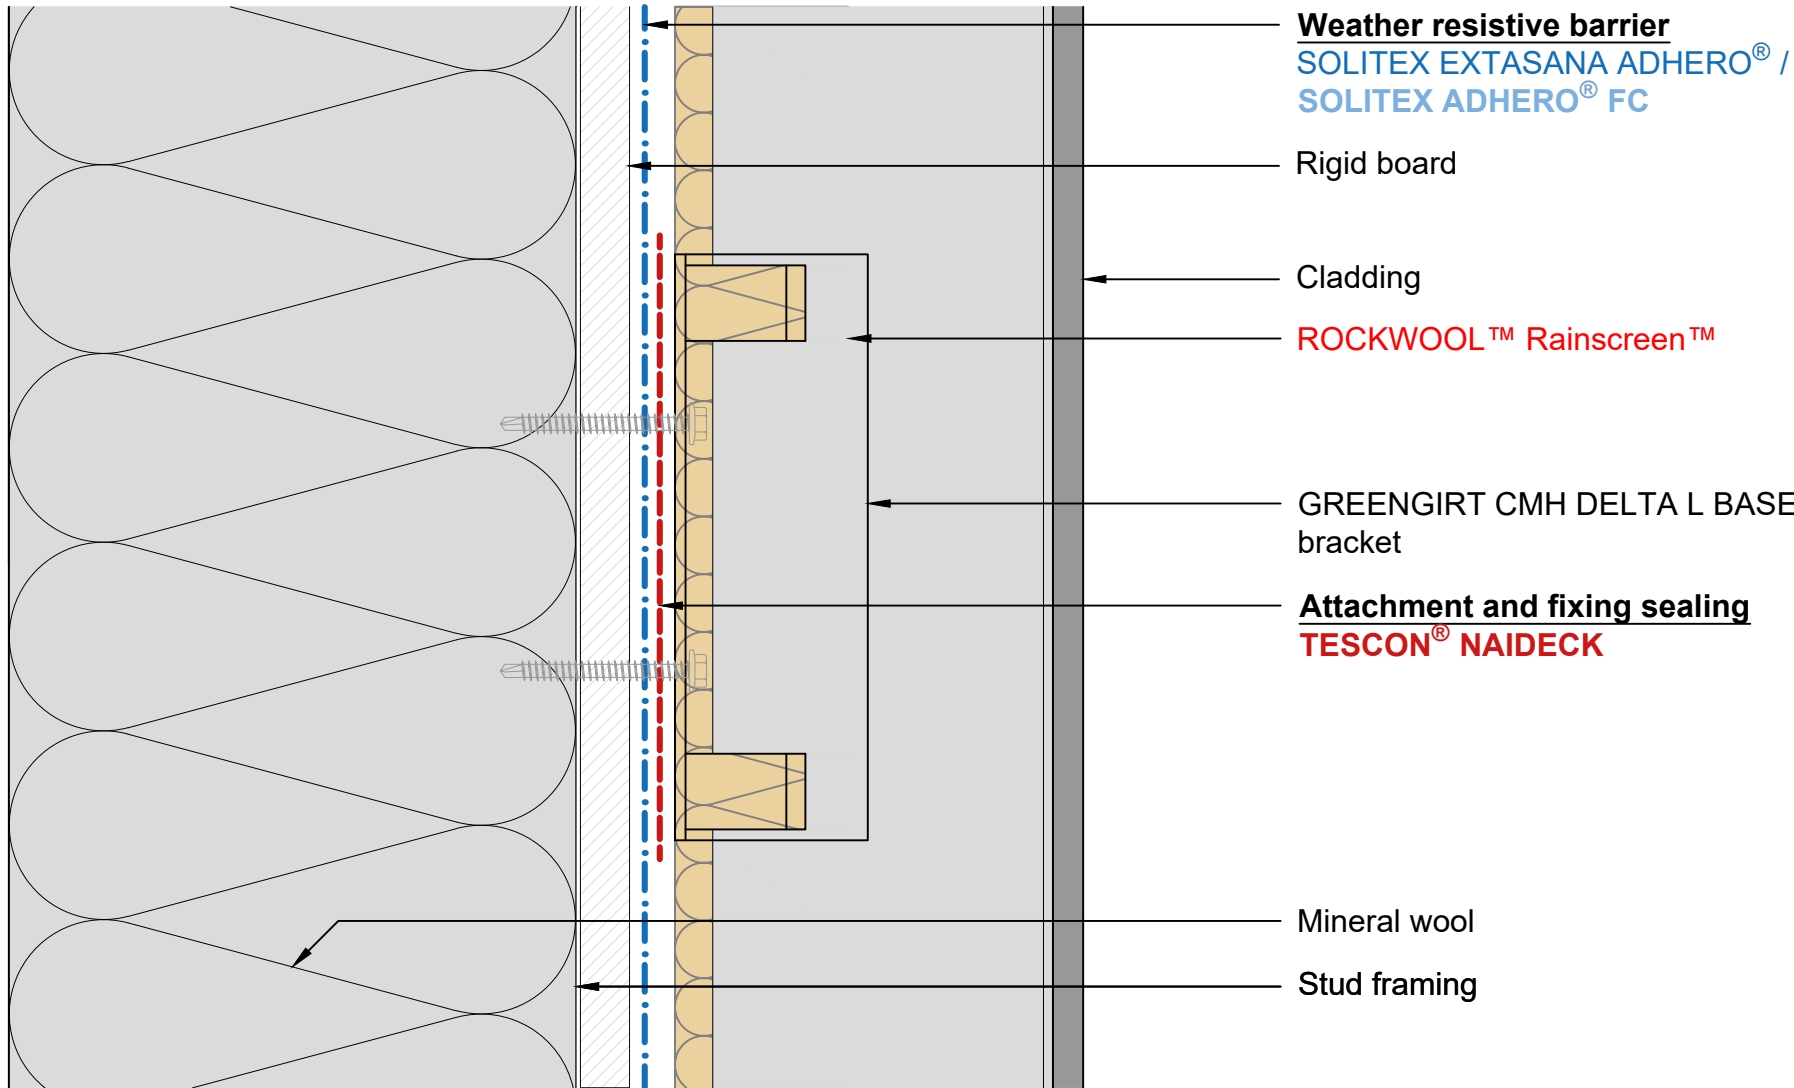 Weather resistive barrier
SOLITEX EXTASANA ADHERO® /
SOLITEX ADHERO® FC
Rigid board
Cladding
ROCKWOOL™ Rainscreen™
GREENGIRT CMH DELTA L BASE
bracket
Attachment and fixing sealing
TESCON® NAIDECK
Mineral wool
Stud framing